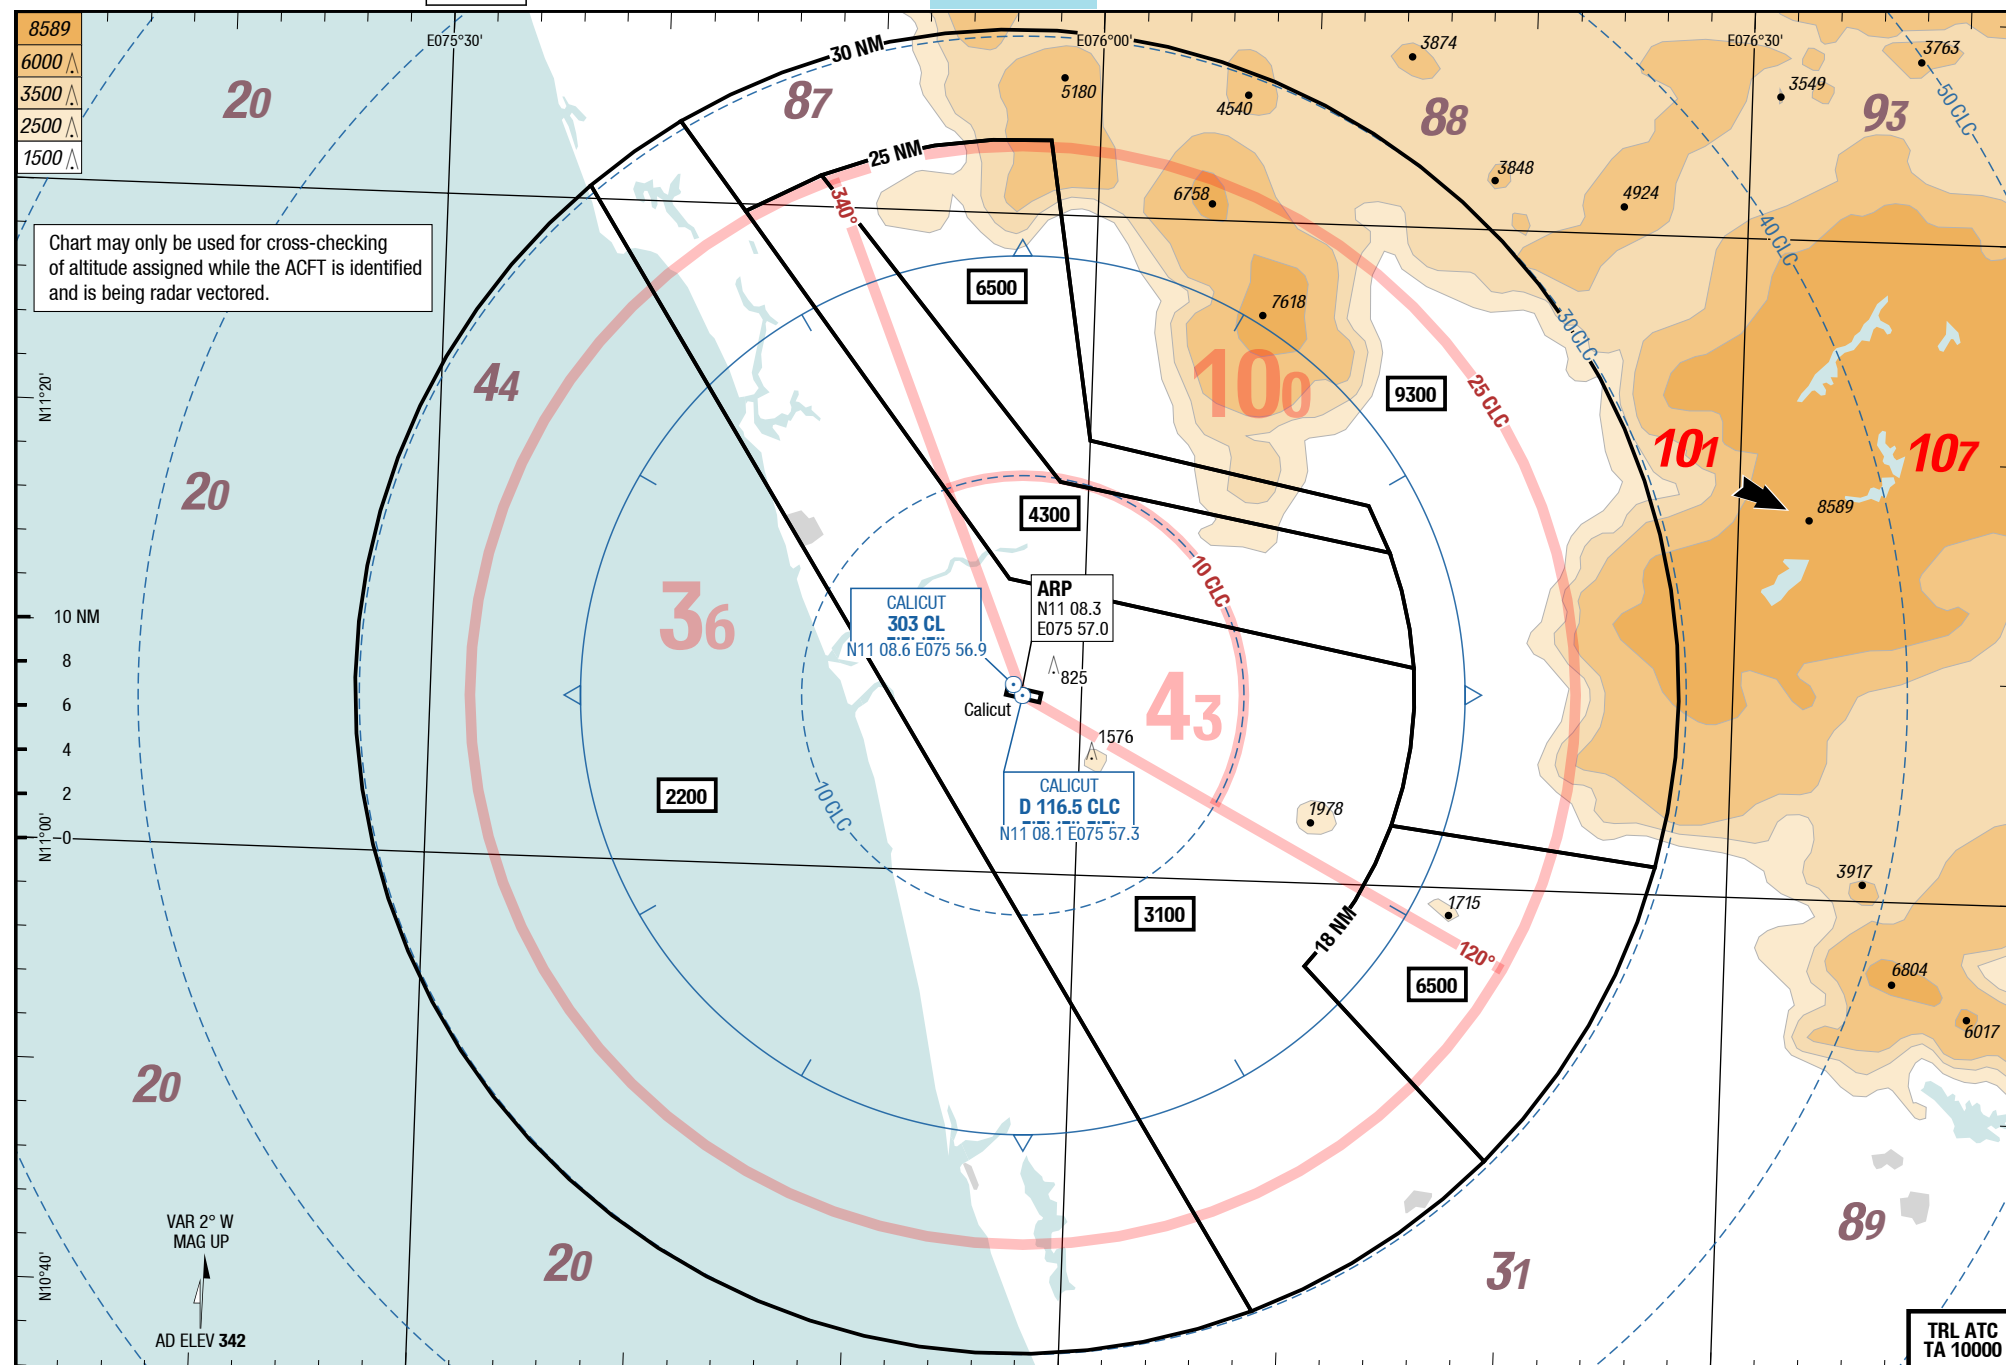 8589
6000
3500
2500
1500
E075°30'
E076°00'
E076°30'
30 NM
25 NM
340°
20
87
88
93
5180
4540
3874
3549
3763
50 CLC
3848
4924
6758
40 CLC
Chart may only be used for cross-checking
of altitude assigned while the ACFT is identified
and is being radar vectored.
6500
7618
30 CLC
44
100
9300
25 CLC
N11°20'
101
107
20
4300
8589
10 CLC
36
CALICUT
303 CL
N11 08.6 E075 56.9
ARP
N11 08.3
E075 57.0
825
Calicut
43
1576
10 NM
8
6
4
2
0
N11°00'
2200
10 CLC
CALICUT
D 116.5 CLC
N11 08.1 E075 57.3
1978
3100
18 NM
1715
120°
6500
3917
6804
6017
20
20
31
89
VAR 2° W
MAG UP
N10°40'
AD ELEV 342
TRL ATC
TA 10000